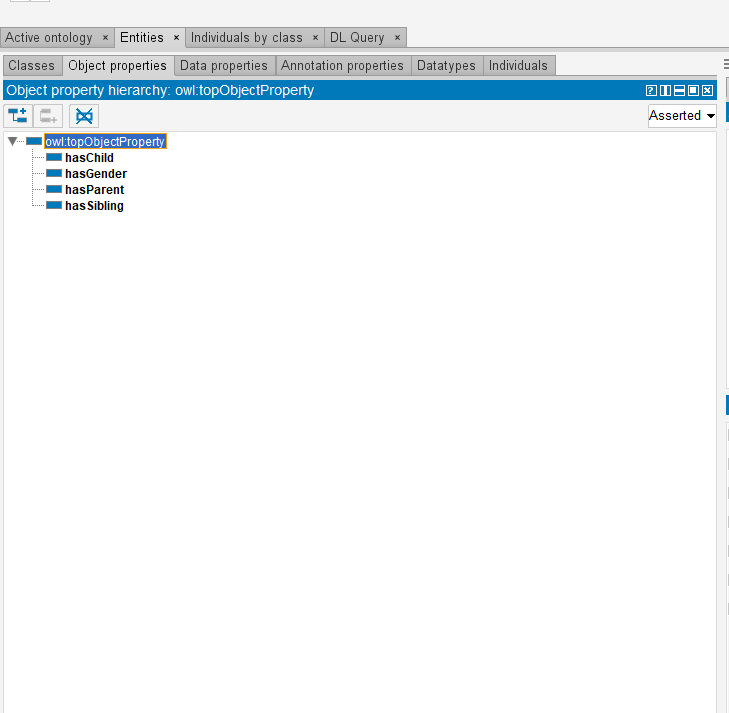 Active ontology × Entities × Individuals by class × DL Query ×
Classes Object properties Data properties Annotation properties Datatypes Individuals
Object property hierarchy: owl:topObjectProperty
Asserted
owl:topObjectProperty
hasChild
hasGender
hasParent
hasSibling